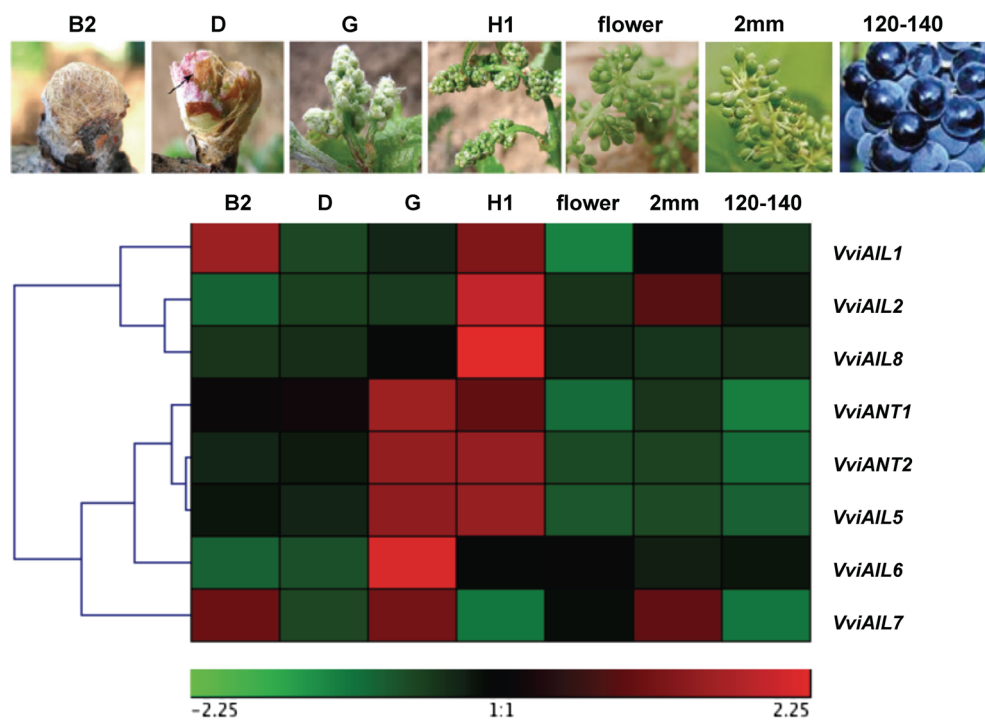 B2 D G H1 flower 2mm 120-140
B2 D G H1 flower 2mm 120-140
VviAIL1
VviAIL2
VviAIL8
VviANT1
VviANT2
VviAIL5
VviAIL6
VviAIL7
-2.25 1:1 2.25